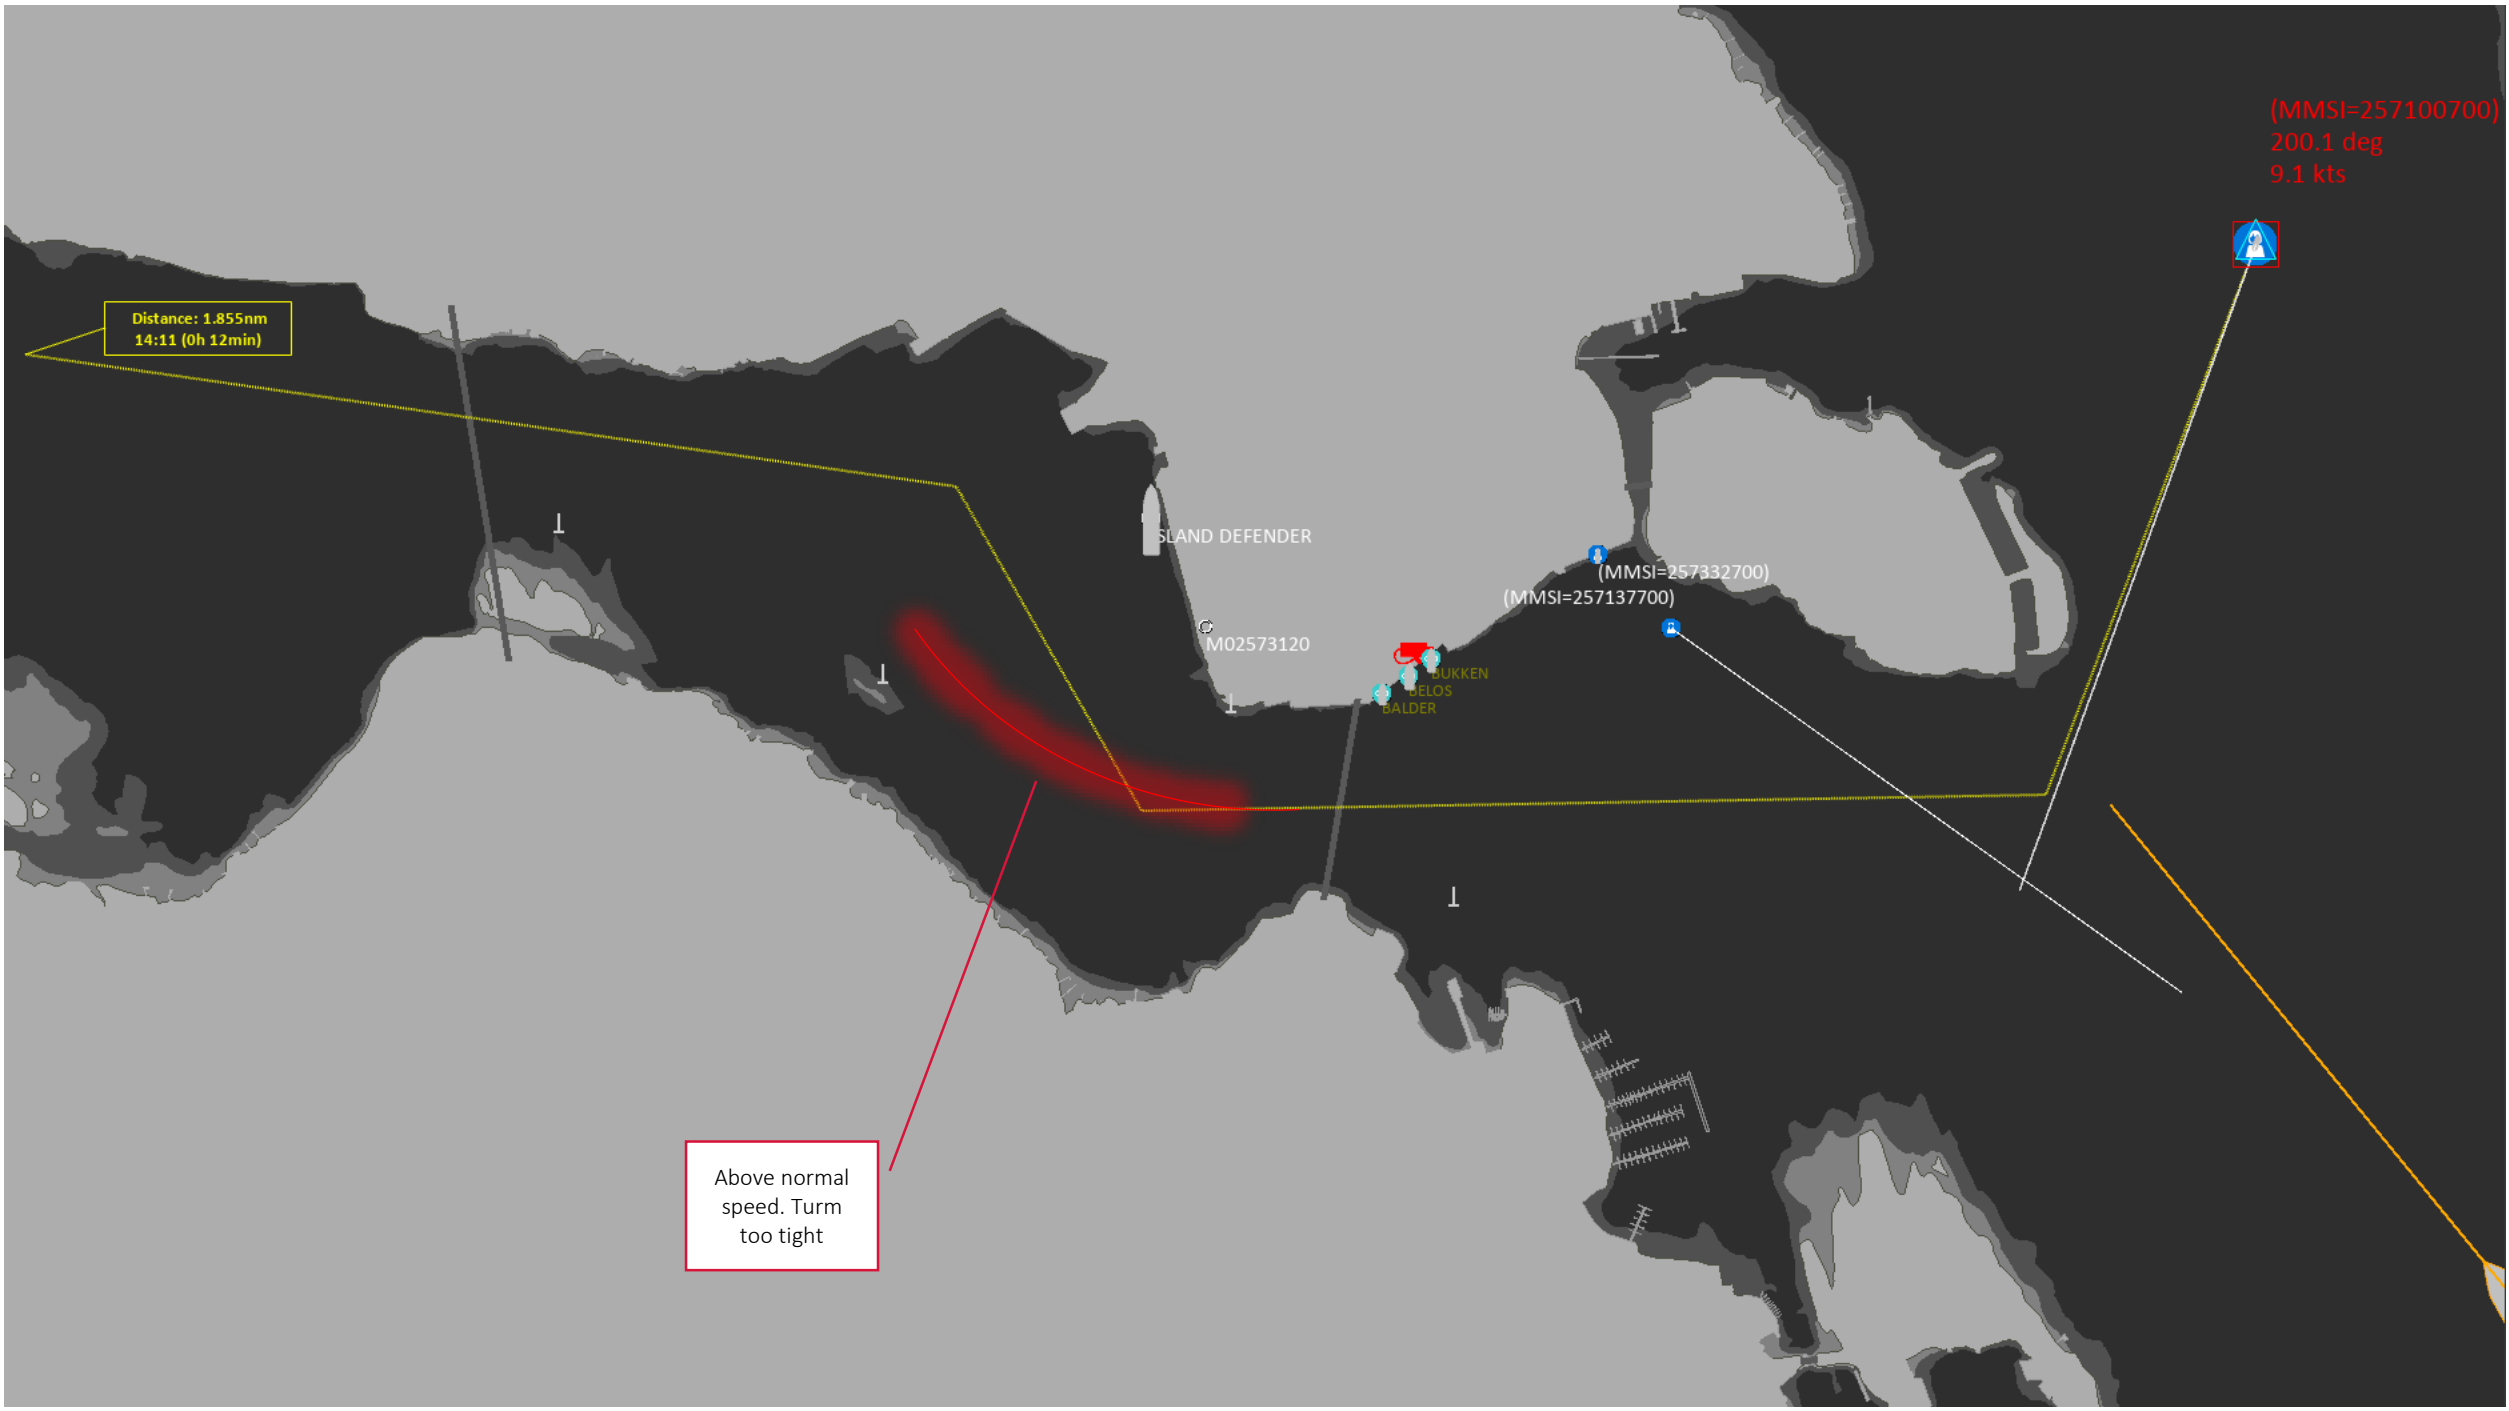 (MMSI=257100700)
200.1 deg
9.1 kts
Distance: 1.855nm
14:11 (0h 12min)
SLAND DEFENDER
(MMSI=257332700)
(MMSI=257137700)
M02573120
BUKKEN
BELOS
BALDER
Above normal
speed. Turm
too tight